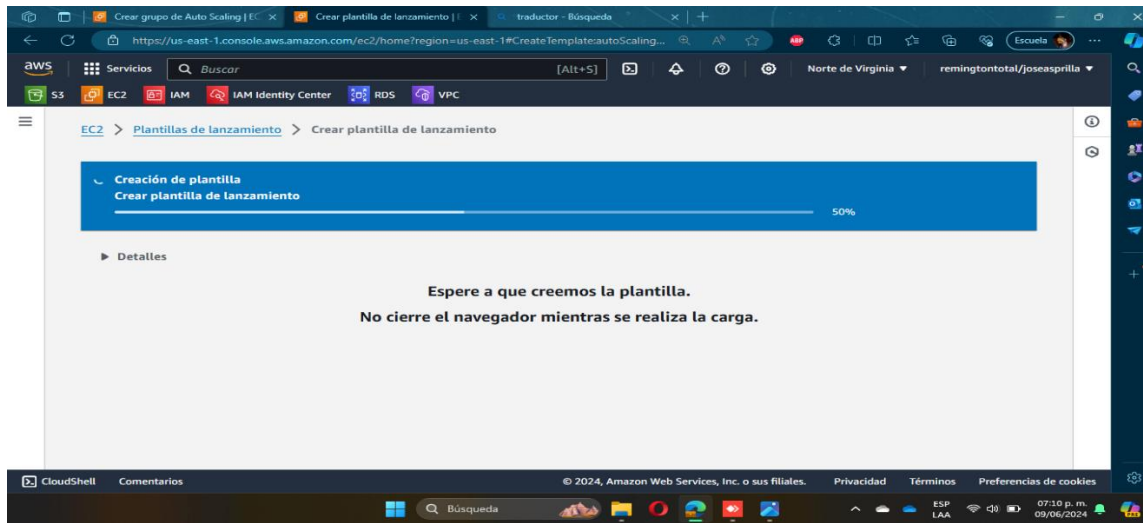 Crear grupo de Auto Scaling | EC
Crear plantilla de lanzamiento |
traductor - Búsqueda
https://us-east-1.console.aws.amazon.com/ec2/home?region=us-east-1#CreateTemplate:autoScaling...
Escuela
aws
Servicios
Buscar
[Alt+S]
Norte de Virginia
remingtontotal/joseasprilla
S3 EC2 IAM IAM Identity Center RDS VPC
EC2 > Plantillas de lanzamiento > Crear plantilla de lanzamiento
Creación de plantilla
Crear plantilla de lanzamiento
50%
Detalles
Espere a que creemos la plantilla.
No cierre el navegador mientras se realiza la carga.
CloudShell Comentarios © 2024, Amazon Web Services, Inc. o sus filiales. Privacidad Términos Preferencias de cookies
Búsqueda
ESP
LAA
07:10 p. m.
09/06/2024